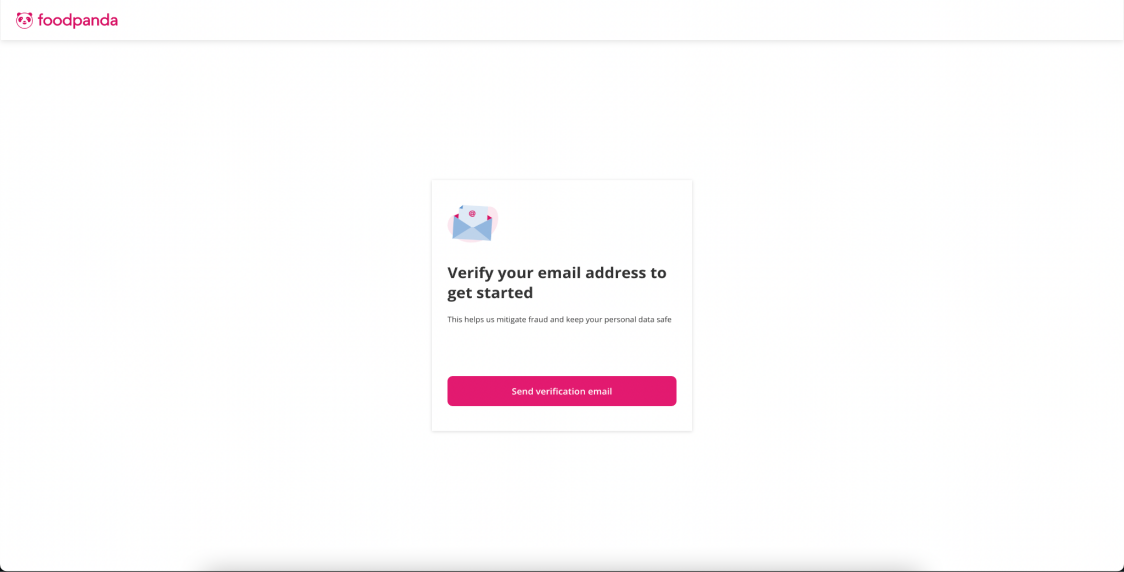 foodpanda
@
Verify your email address to
get started
This helps us mitigate fraud and keep your personal data safe
Send verification email